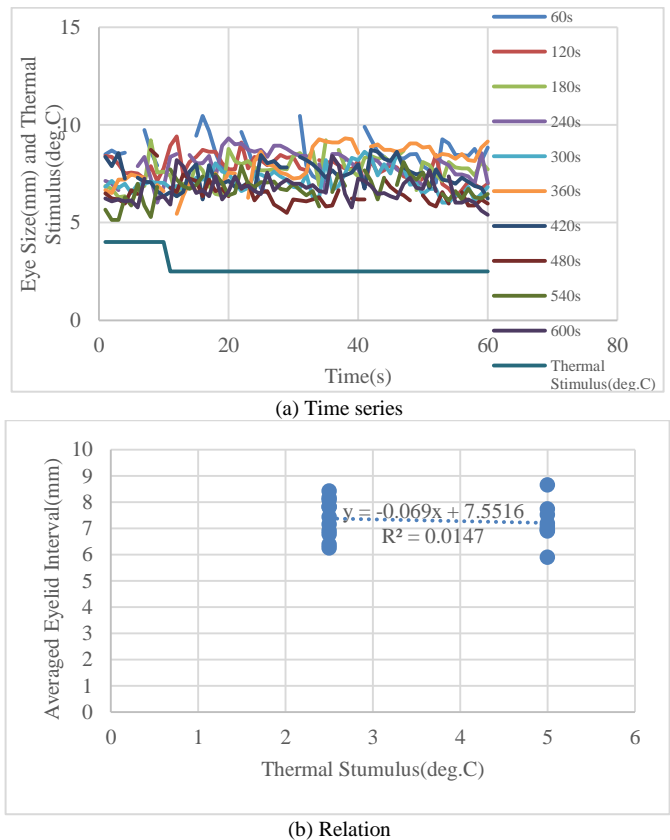 15
10
5
0
0
20
40
60
80
Eye Size(mm) and Thermal
Stimulus(deg.C)
Time(s)
60s
120s
180s
240s
300s
360s
420s
480s
540s
600s
Thermal
Stimulus(deg.C)
(a) Time series
10
9
8
7
6
5
4
3
2
1
0
0
1
2
3
4
5
6
Averaged Eyelid Interval(mm)
y = -0.069x + 7.5516
R² = 0.0147
Thermal Stumulus(deg.C)
(b) Relation